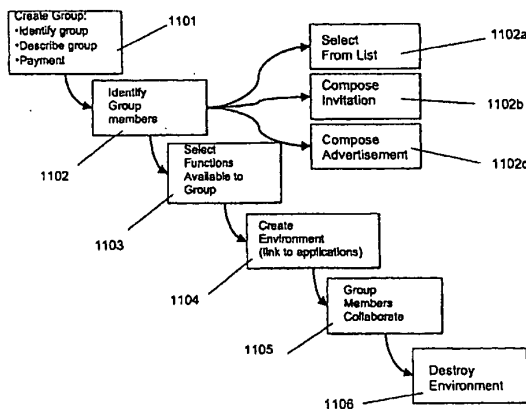 Create Group:
•Identify group
•Describe group
•Payment
1101
Identify
Group
members
1102
Select
From List
1102a
Compose
Invitation
1102b
Compose
Advertisement
1102c
Select
Functions
Available to
Group
1103
Create
Environment
(link to applications)
1104
Group
Members
Collaborate
1105
Destroy
Environment
1106